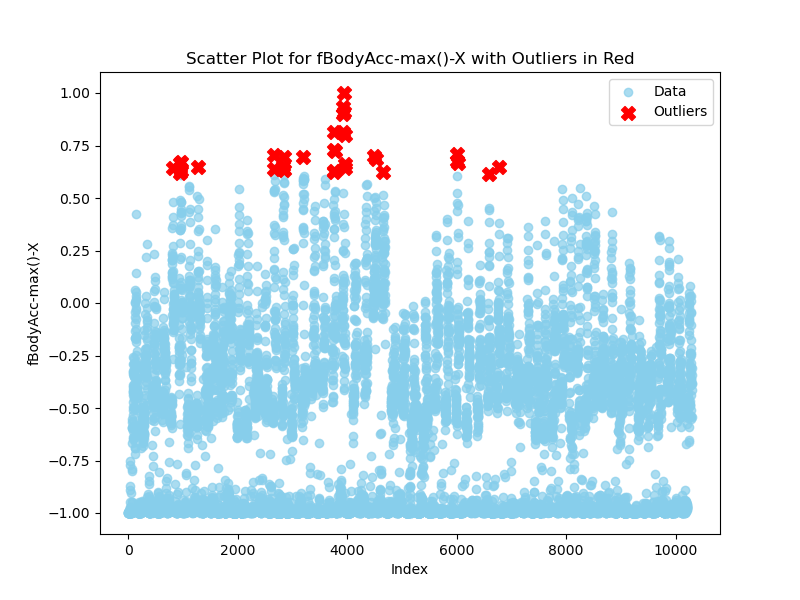 Scatter Plot for fBodyAcc-max()-X with Outliers in Red
Data
Outliers
fBodyAcc-max()-X
1.00
0.75
0.50
0.25
0.00
−0.25
−0.50
−0.75
−1.00
0 2000 4000 6000 8000 10000
Index